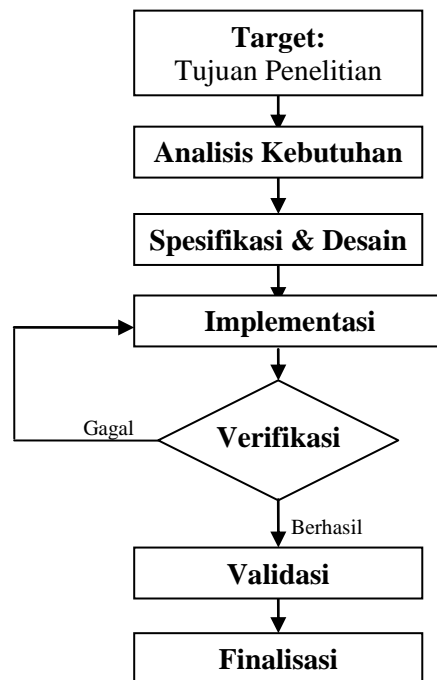 Target:
Tujuan Penelitian
Analisis Kebutuhan
Spesifikasi & Desain
Implementasi
Gagal
Verifikasi
Berhasil
Validasi
Finalisasi